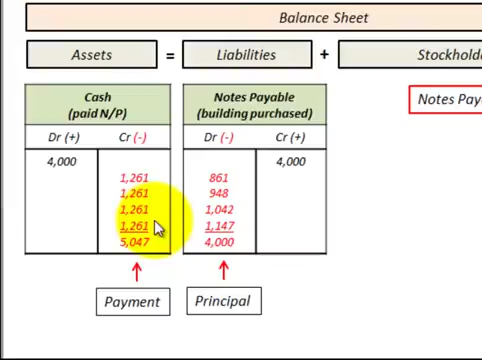 Balance Sheet
Assets = Liabilities + Stockhold
Cash
(paid N/P)
Dr (+) Cr (-)
4,000
1,261
1,261
1,261
1,261
5,047
Payment
Notes Payable
(building purchased)
Dr (-) Cr (+)
4,000
861
948
1,042
1,147
4,000
Principal
Notes Pay